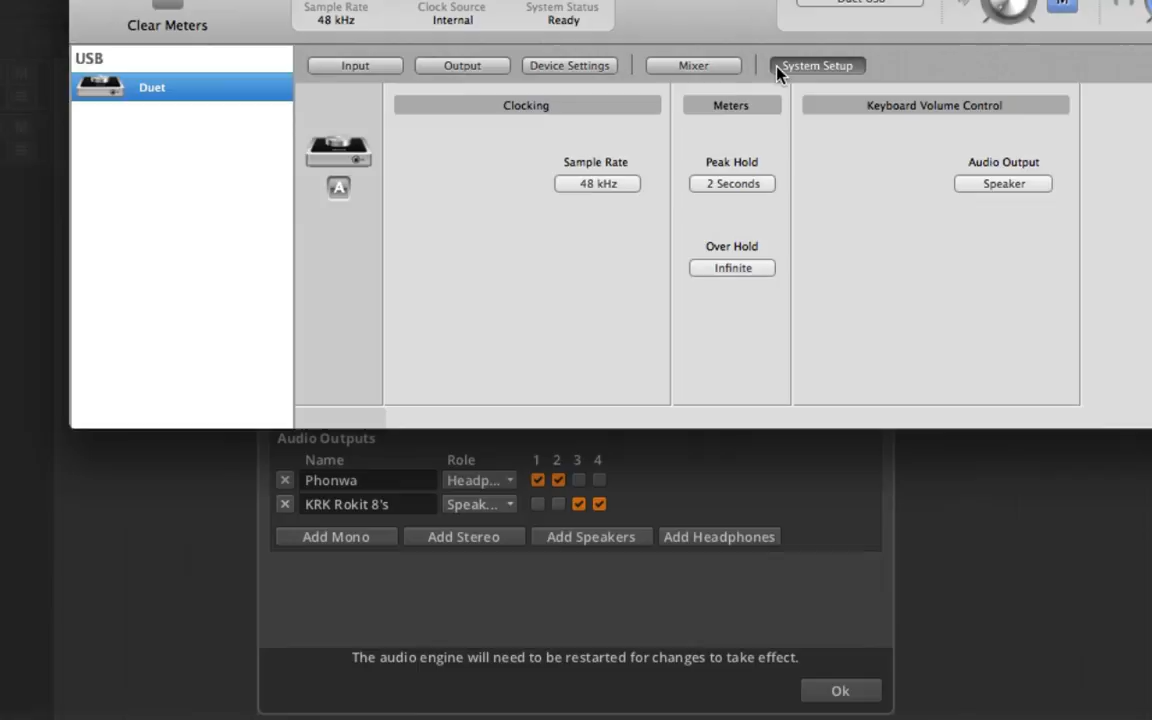 Sample Rate Clock Source System Status
48 kHz Internal Ready
Clear Meters
USB
Duet
Input Output Device Settings Mixer System Setup
Clocking Meters Keyboard Volume Control
Sample Rate Peak Hold Audio Output
48 kHz 2 Seconds Speaker
A
Over Hold
Infinite
Audio Outputs
Name Role 1 2 3 4
Phonwa Headp...
KRK Rokit 8's Speak...
Add Mono Add Stereo Add Speakers Add Headphones
The audio engine will need to be restarted for changes to take effect.
Ok